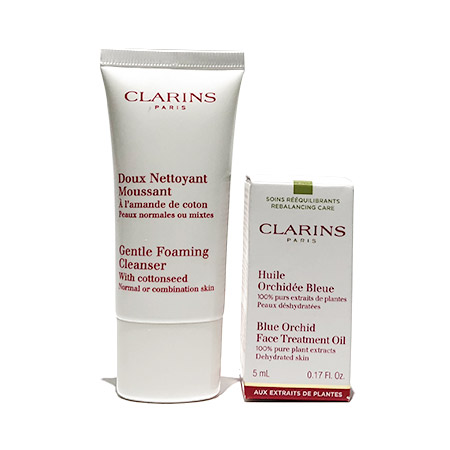 CLARINS
PARIS
Doux Nettoyant
Moussant
À l'amande de coton
Peaux normales ou mixtes
Gentle Foaming
Cleanser
With cottonseed
Normal or combination skin
SOINS RÉÉQUILIBRANTS
REBALANCING CARE
CLARINS
PARIS
Huile
Orchidée Bleue
100% purs extraits de plantes
Peaux déshydratées
Blue Orchid
Face Treatment Oil
100% pure plant extracts
Dehydrated skin
5 mL 0.17 Fl. Oz.
AUX EXTRAITS DE PLANTES